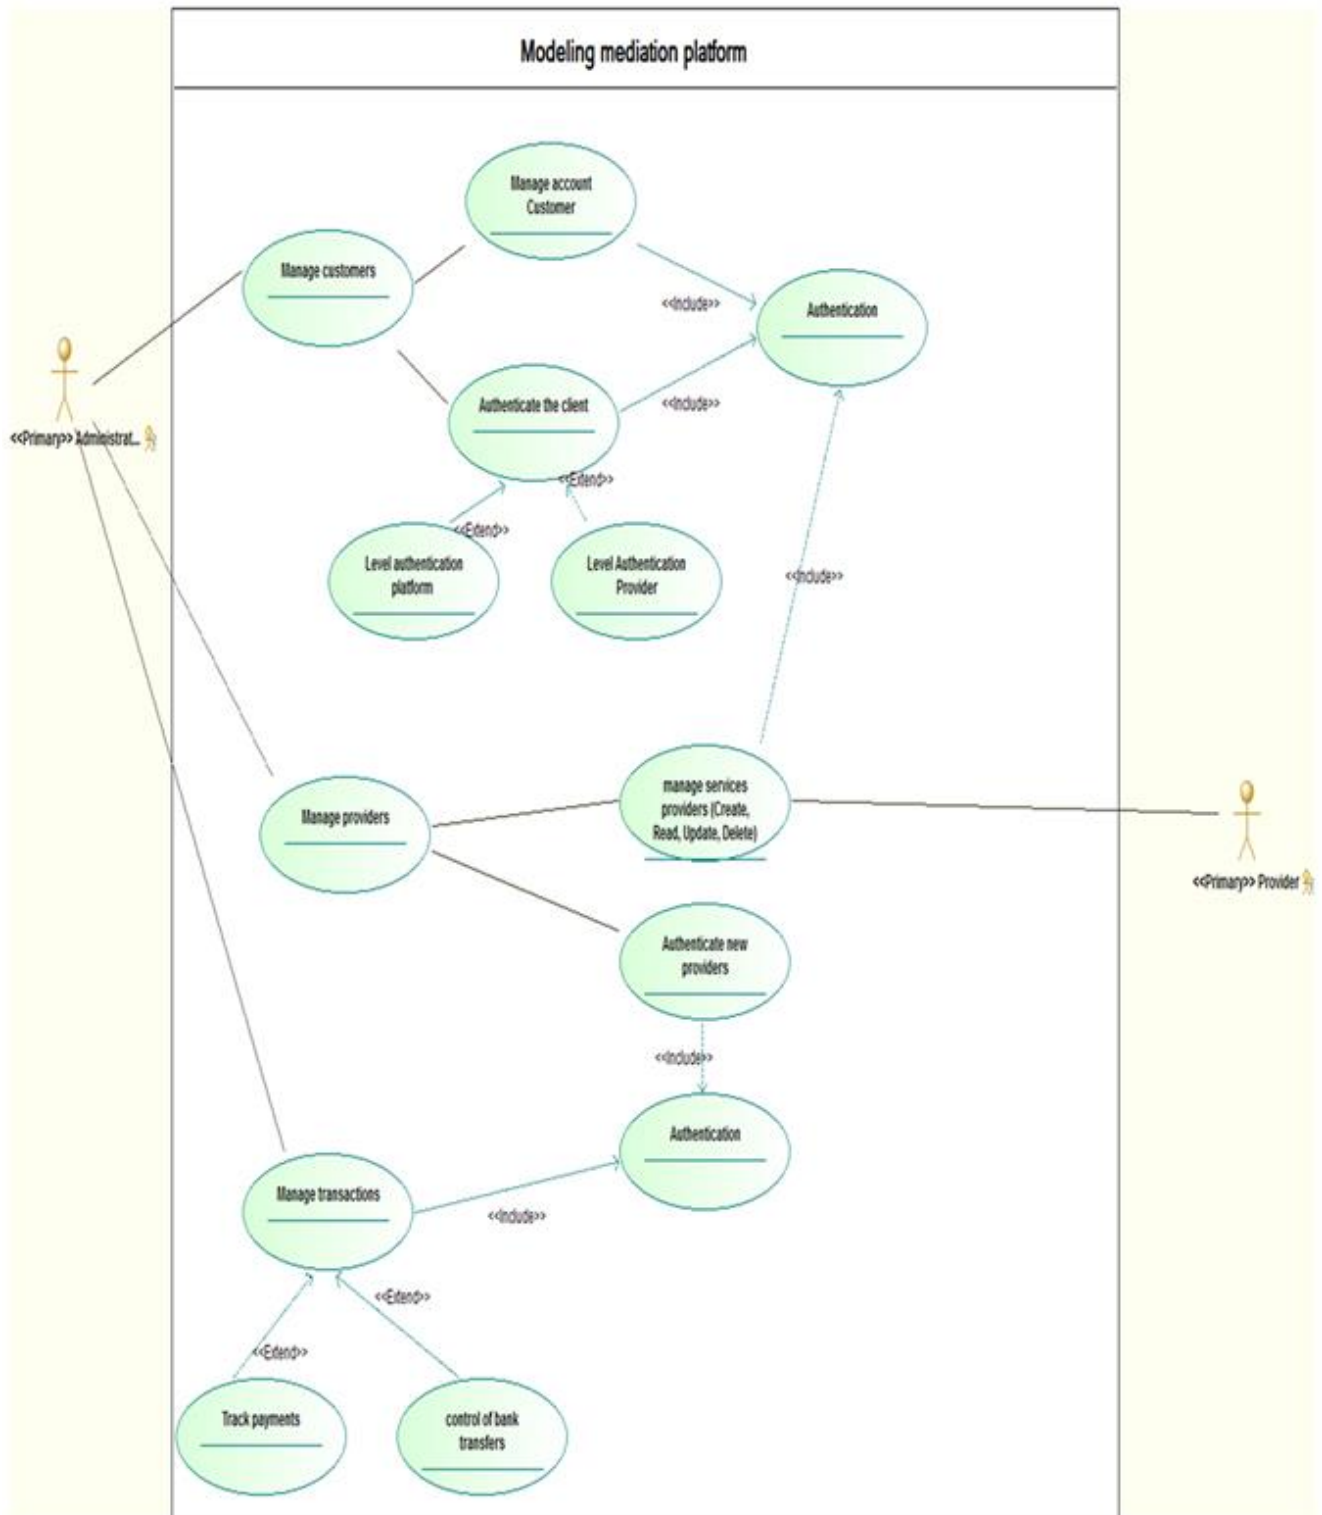 Modeling mediation platform
Manage account
Customer
Manage customers
<<Include>>
Authentication
Authenticate the client
<<Include>>
<<Primary>> Administrat...
<<Extend>>
<<Extend>>
Level authentication
platform
Level Authentication
Provider
<<Include>>
manage services
providers (Create,
Read, Update, Delete)
Manage providers
<<Primary>> Provider
Authenticate new
providers
<<Include>>
Authentication
Manage transactions
<<Include>>
<<Extend>>
<<Extend>>
Track payments
control of bank
transfers